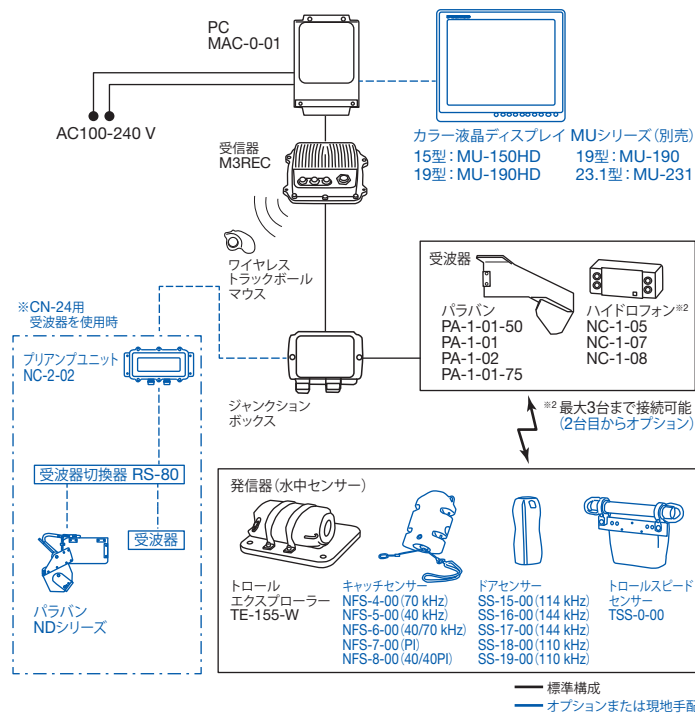 PC
MAC-0-01
AC100-240 V
カラー液晶ディスプレイ MUシリーズ(別売)
15型:MU-150HD 19型:MU-190
19型:MU-190HD 23.1型:MU-231
受信器
M3REC
ワイヤレス
トラックボール
マウス
受波器
パラバン
PA-1-01-50
PA-1-01
PA-1-02
PA-1-01-75
ハイドロフォン※2
NC-1-05
NC-1-07
NC-1-08
※CN-24用
受波器を使用時
プリアンプユニット
NC-2-02
ジャンクション
ボックス
※2 最大3台まで接続可能
(2台目からオプション)
受波器切換器 RS-80
受波器
パラバン
NDシリーズ
発信器(水中センサー)
トロール
エクスプローラー
TE-155-W
キャッチセンサー
NFS-4-00(70 kHz)
NFS-5-00(40 kHz)
NFS-6-00(40/70 kHz)
NFS-7-00(PI)
NFS-8-00(40/40PI)
ドアセンサー
SS-15-00(114 kHz)
SS-16-00(144 kHz)
SS-17-00(144 kHz)
SS-18-00(110 kHz)
SS-19-00(110 kHz)
トロールスピード
センサー
TSS-0-00
標準構成
オプションまたは現地手配